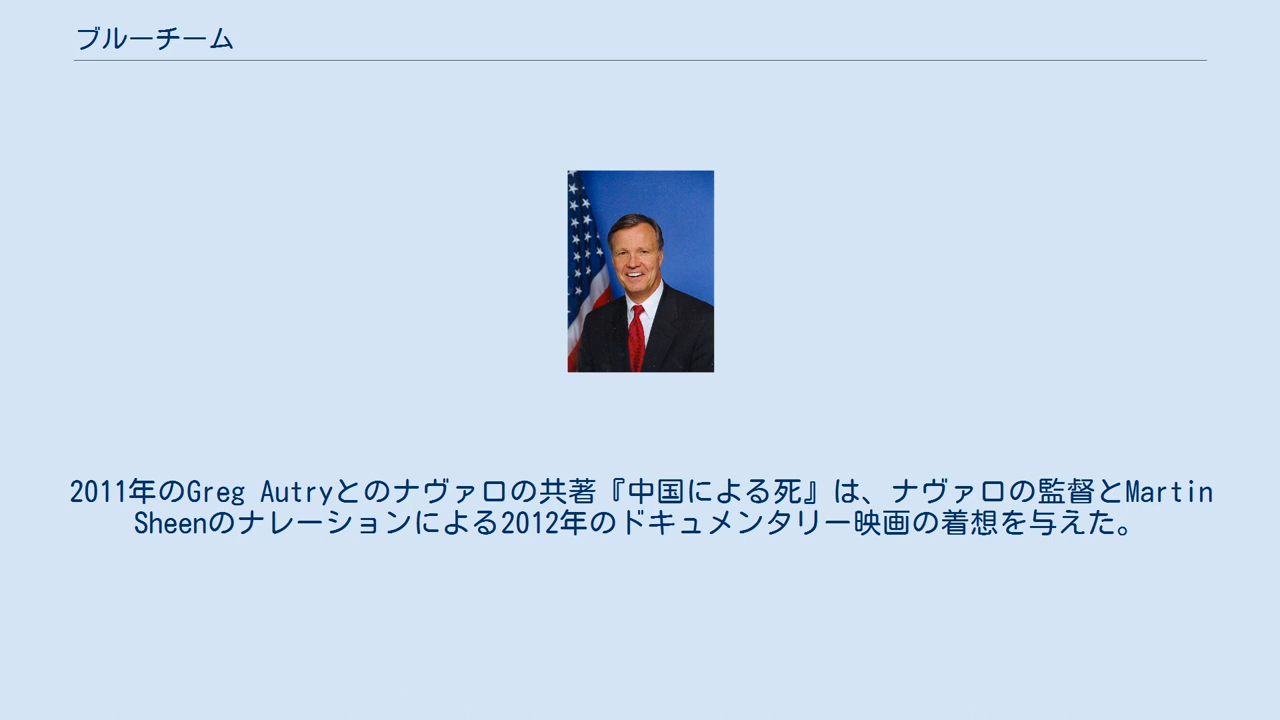 ブルーチーム
2011年のGreg Autryとのナヴァロの共著『中国による死』は、ナヴァロの監督とMartin
Sheenのナレーションによる2012年のドキュメンタリー映画の着想を与えた。